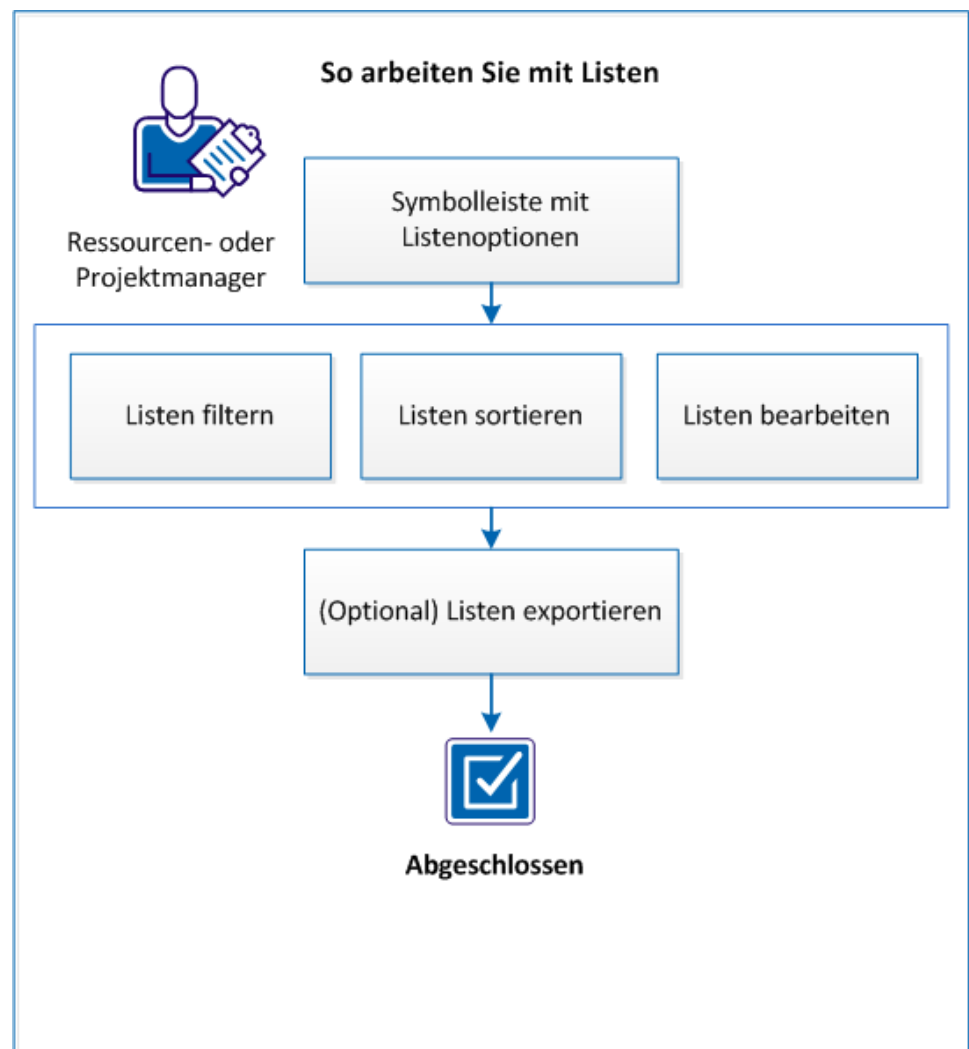 So arbeiten Sie mit Listen
Ressourcen- oder
Projektmanager
Symbolleiste mit
Listenoptionen
Listen filtern
Listen sortieren
Listen bearbeiten
(Optional) Listen exportieren
Abgeschlossen